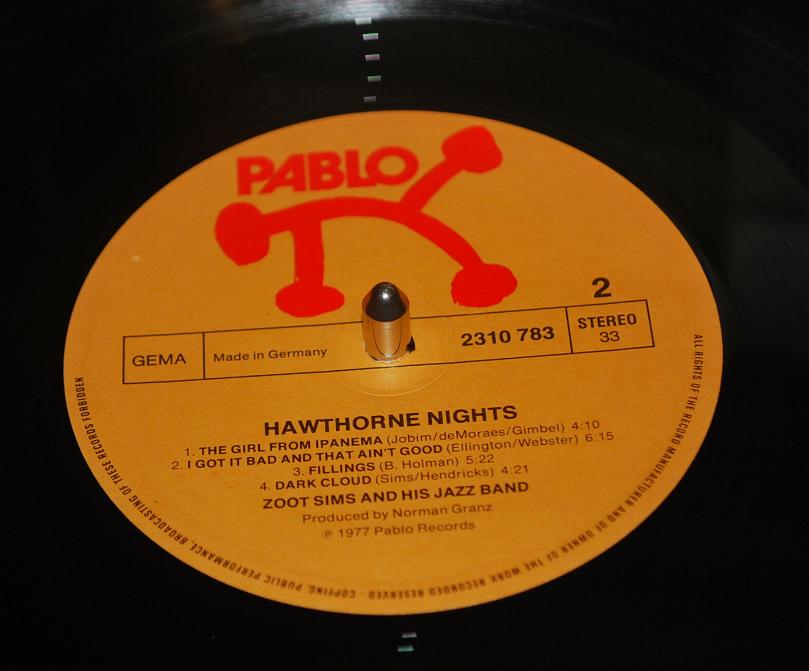 PABLO
2
GEMA
Made in Germany
2310 783
STEREO
33
HAWTHORNE NIGHTS
1. THE GIRL FROM IPANEMA (Jobim/deMoraes/Gimbel) 4:10
2. I GOT IT BAD AND THAT AIN'T GOOD (Ellington/Webster) 6:15
3. FILLINGS (B. Holman) 5:22
4. DARK CLOUD (Sims/Hendricks) 4:21
ZOOT SIMS AND HIS JAZZ BAND
Produced by Norman Granz
℗ 1977 Pablo Records
ALL RIGHTS OF THE RECORD MANUFACTURER AND OF OWNER OF THE WORK RECORDED RESERVED - COPYING, PUBLIC PERFORMANCE, BROADCASTING OF THESE RECORDS FORBIDDEN